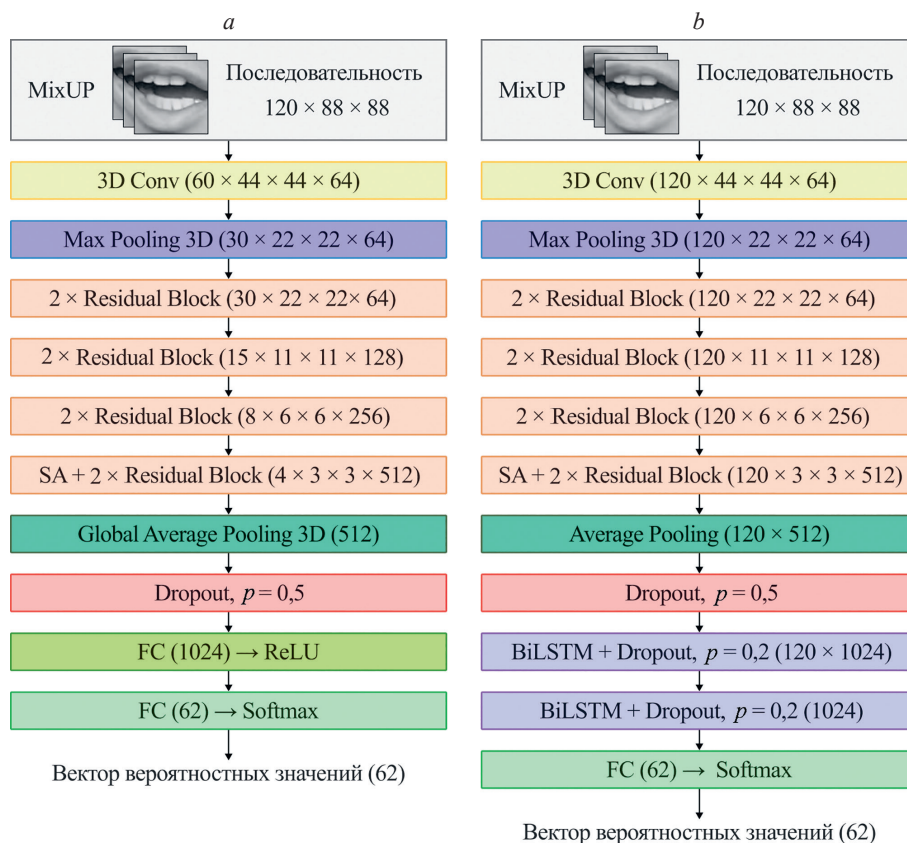 a
MixUP
Последовательность
120 × 88 × 88
3D Conv (60 × 44 × 44 × 64)
Max Pooling 3D (30 × 22 × 22 × 64)
2 × Residual Block (30 × 22 × 22× 64)
2 × Residual Block (15 × 11 × 11 × 128)
2 × Residual Block (8 × 6 × 6 × 256)
SA + 2 × Residual Block (4 × 3 × 3 × 512)
Global Average Pooling 3D (512)
Dropout, p = 0,5
FC (1024) → ReLU
FC (62) → Softmax
Вектор вероятностных значений (62)
b
MixUP
Последовательность
120 × 88 × 88
3D Conv (120 × 44 × 44 × 64)
Max Pooling 3D (120 × 22 × 22 × 64)
2 × Residual Block (120 × 22 × 22 × 64)
2 × Residual Block (120 × 11 × 11 × 128)
2 × Residual Block (120 × 6 × 6 × 256)
SA + 2 × Residual Block (120 × 3 × 3 × 512)
Average Pooling (120 × 512)
Dropout, p = 0,5
BiLSTM + Dropout, p = 0,2 (120 × 1024)
BiLSTM + Dropout, p = 0,2 (1024)
FC (62) → Softmax
Вектор вероятностных значений (62)